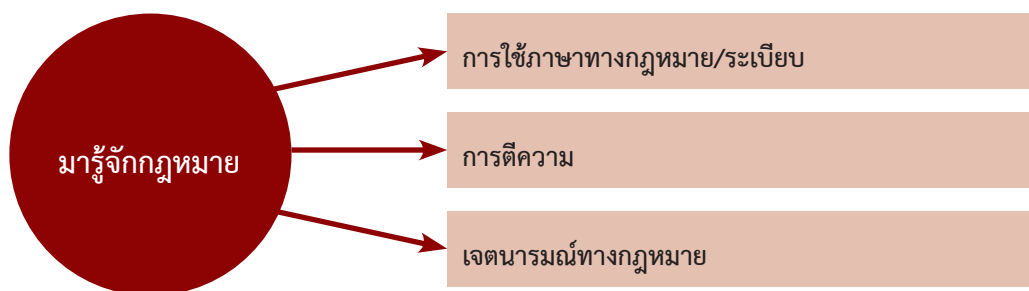 มารู้จักกฎหมาย
การใช้ภาษาทางกฎหมาย/ระเบียบ
การตีความ
เจตนารมณ์ทางกฎหมาย